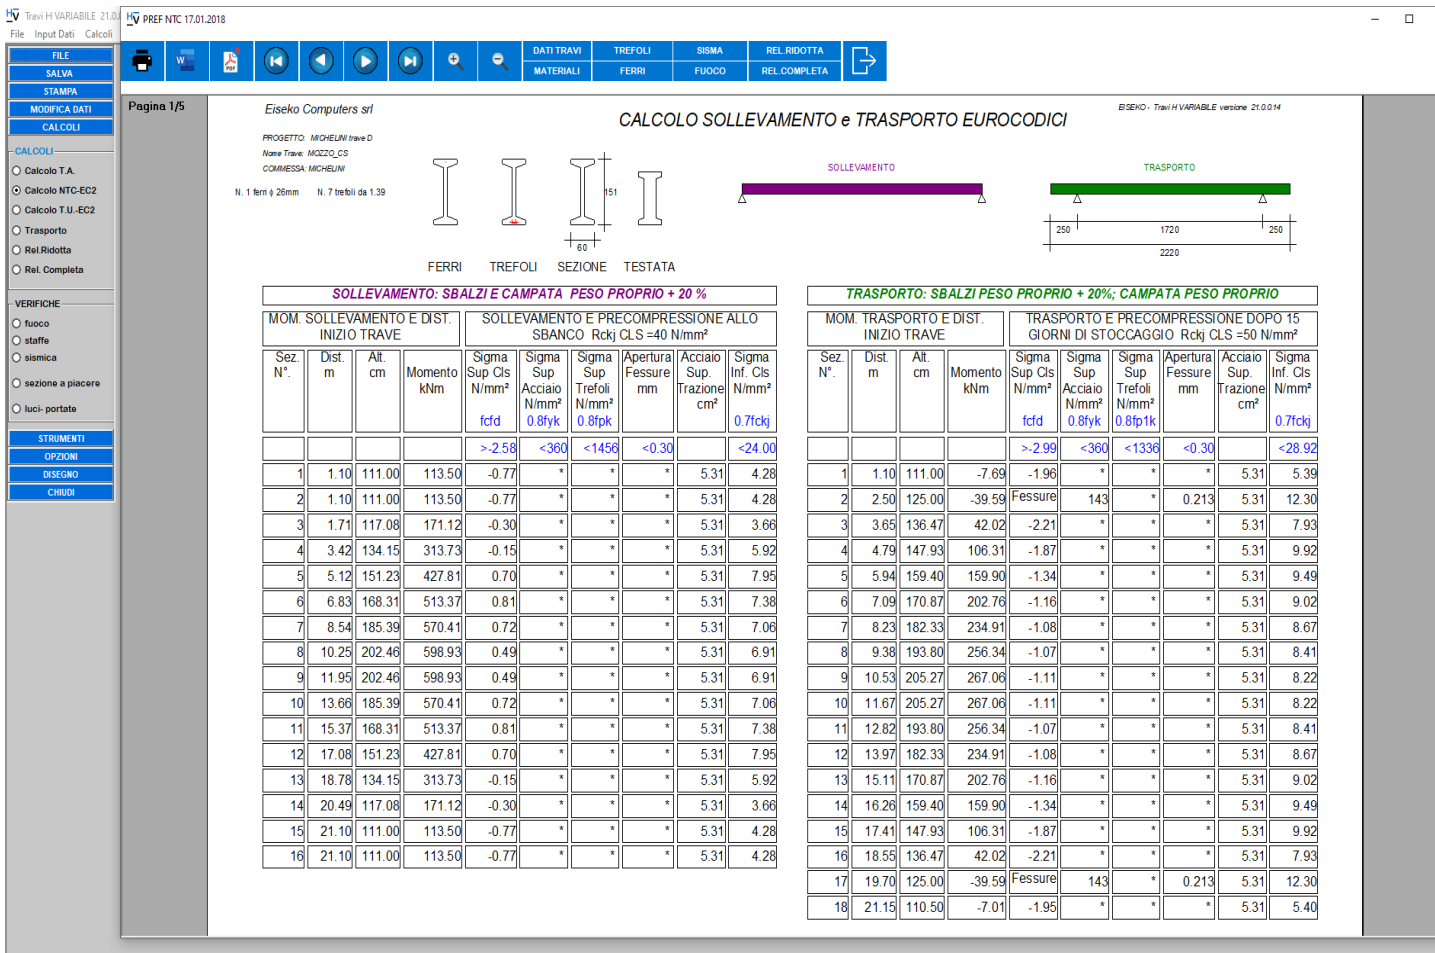 Travi H VARIABILE 21.0.
PREF NTC 17.01.2018
File Input Dati Calcoli
FILE
SALVA
STAMPA
MODIFICA DATI
CALCOLI
CALCOLI
Calcolo T.A.
Calcolo NTC-EC2
Calcolo T.U.-EC2
Trasporto
Rel.Ridotta
Rel. Completa
VERIFICHE
fuoco
staffe
sismica
sezione a piacere
luci- portate
STRUMENTI
OPZIONI
DISEGNO
CHIUDI
DATI TRAVI TREFOLI SISMA REL.RIDOTTA
MATERIALI FERRI FUOCO REL.COMPLETA
Pagina 1/5
Eiseko Computers srl
EISEKO - Travi H VARIABILE versione 21.0.0.14
CALCOLO SOLLEVAMENTO e TRASPORTO EUROCODICI
PROGETTO: MICHELINI trave D
Nome Trave: MOZZO_CS
COMMESSA: MICHELINI
N. 1 ferri ϕ 26mm N. 7 trefoli da 1.39
151
60
FERRI TREFOLI SEZIONE TESTATA
SOLLEVAMENTO
TRASPORTO
250 1720 250
2220
SOLLEVAMENTO: SBALZI E CAMPATA PESO PROPRIO + 20 %
MOM. SOLLEVAMENTO E DIST. INIZIO TRAVE
SOLLEVAMENTO E PRECOMPRESSIONE ALLO SBANCO Rckj CLS =40 N/mm²
Sez. N°. Dist. m Alt. cm Momento kNm Sigma Sup Cls N/mm² fcfd Sigma Sup Acciaio N/mm² 0.8fyk Sigma Sup Trefoli N/mm² 0.8fpk Apertura Fessure mm Acciaio Sup. Trazione cm² Sigma Inf. Cls N/mm² 0.7fckj
>-2.58 <360 <1456 <0.30 <24.00
1 1.10 111.00 113.50 -0.77 * * * 5.31 4.28
2 1.10 111.00 113.50 -0.77 * * * 5.31 4.28
3 1.71 117.08 171.12 -0.30 * * * 5.31 3.66
4 3.42 134.15 313.73 -0.15 * * * 5.31 5.92
5 5.12 151.23 427.81 0.70 * * * 5.31 7.95
6 6.83 168.31 513.37 0.81 * * * 5.31 7.38
7 8.54 185.39 570.41 0.72 * * * 5.31 7.06
8 10.25 202.46 598.93 0.49 * * * 5.31 6.91
9 11.95 202.46 598.93 0.49 * * * 5.31 6.91
10 13.66 185.39 570.41 0.72 * * * 5.31 7.06
11 15.37 168.31 513.37 0.81 * * * 5.31 7.38
12 17.08 151.23 427.81 0.70 * * * 5.31 7.95
13 18.78 134.15 313.73 -0.15 * * * 5.31 5.92
14 20.49 117.08 171.12 -0.30 * * * 5.31 3.66
15 21.10 111.00 113.50 -0.77 * * * 5.31 4.28
16 21.10 111.00 113.50 -0.77 * * * 5.31 4.28
TRASPORTO: SBALZI PESO PROPRIO + 20%; CAMPATA PESO PROPRIO
MOM. TRASPORTO E DIST. INIZIO TRAVE
TRASPORTO E PRECOMPRESSIONE DOPO 15 GIORNI DI STOCCAGGIO Rckj CLS =50 N/mm²
Sez. N°. Dist. m Alt. cm Momento kNm Sigma Sup Cls N/mm² fcfd Sigma Sup Acciaio N/mm² 0.8fyk Sigma Sup Trefoli N/mm² 0.8fp1k Apertura Fessure mm Acciaio Sup. Trazione cm² Sigma Inf. Cls N/mm² 0.7fckj
>-2.99 <360 <1336 <0.30 <28.92
1 1.10 111.00 -7.69 -1.96 * * * 5.31 5.39
2 2.50 125.00 -39.59 Fessure 143 * 0.213 5.31 12.30
3 3.65 136.47 42.02 -2.21 * * * 5.31 7.93
4 4.79 147.93 106.31 -1.87 * * * 5.31 9.92
5 5.94 159.40 159.90 -1.34 * * * 5.31 9.49
6 7.09 170.87 202.76 -1.16 * * * 5.31 9.02
7 8.23 182.33 234.91 -1.08 * * * 5.31 8.67
8 9.38 193.80 256.34 -1.07 * * * 5.31 8.41
9 10.53 205.27 267.06 -1.11 * * * 5.31 8.22
10 11.67 205.27 267.06 -1.11 * * * 5.31 8.22
11 12.82 193.80 256.34 -1.07 * * * 5.31 8.41
12 13.97 182.33 234.91 -1.08 * * * 5.31 8.67
13 15.11 170.87 202.76 -1.16 * * * 5.31 9.02
14 16.26 159.40 159.90 -1.34 * * * 5.31 9.49
15 17.41 147.93 106.31 -1.87 * * * 5.31 9.92
16 18.55 136.47 42.02 -2.21 * * * 5.31 7.93
17 19.70 125.00 -39.59 Fessure 143 * 0.213 5.31 12.30
18 21.15 110.50 -7.01 -1.95 * * * 5.31 5.40